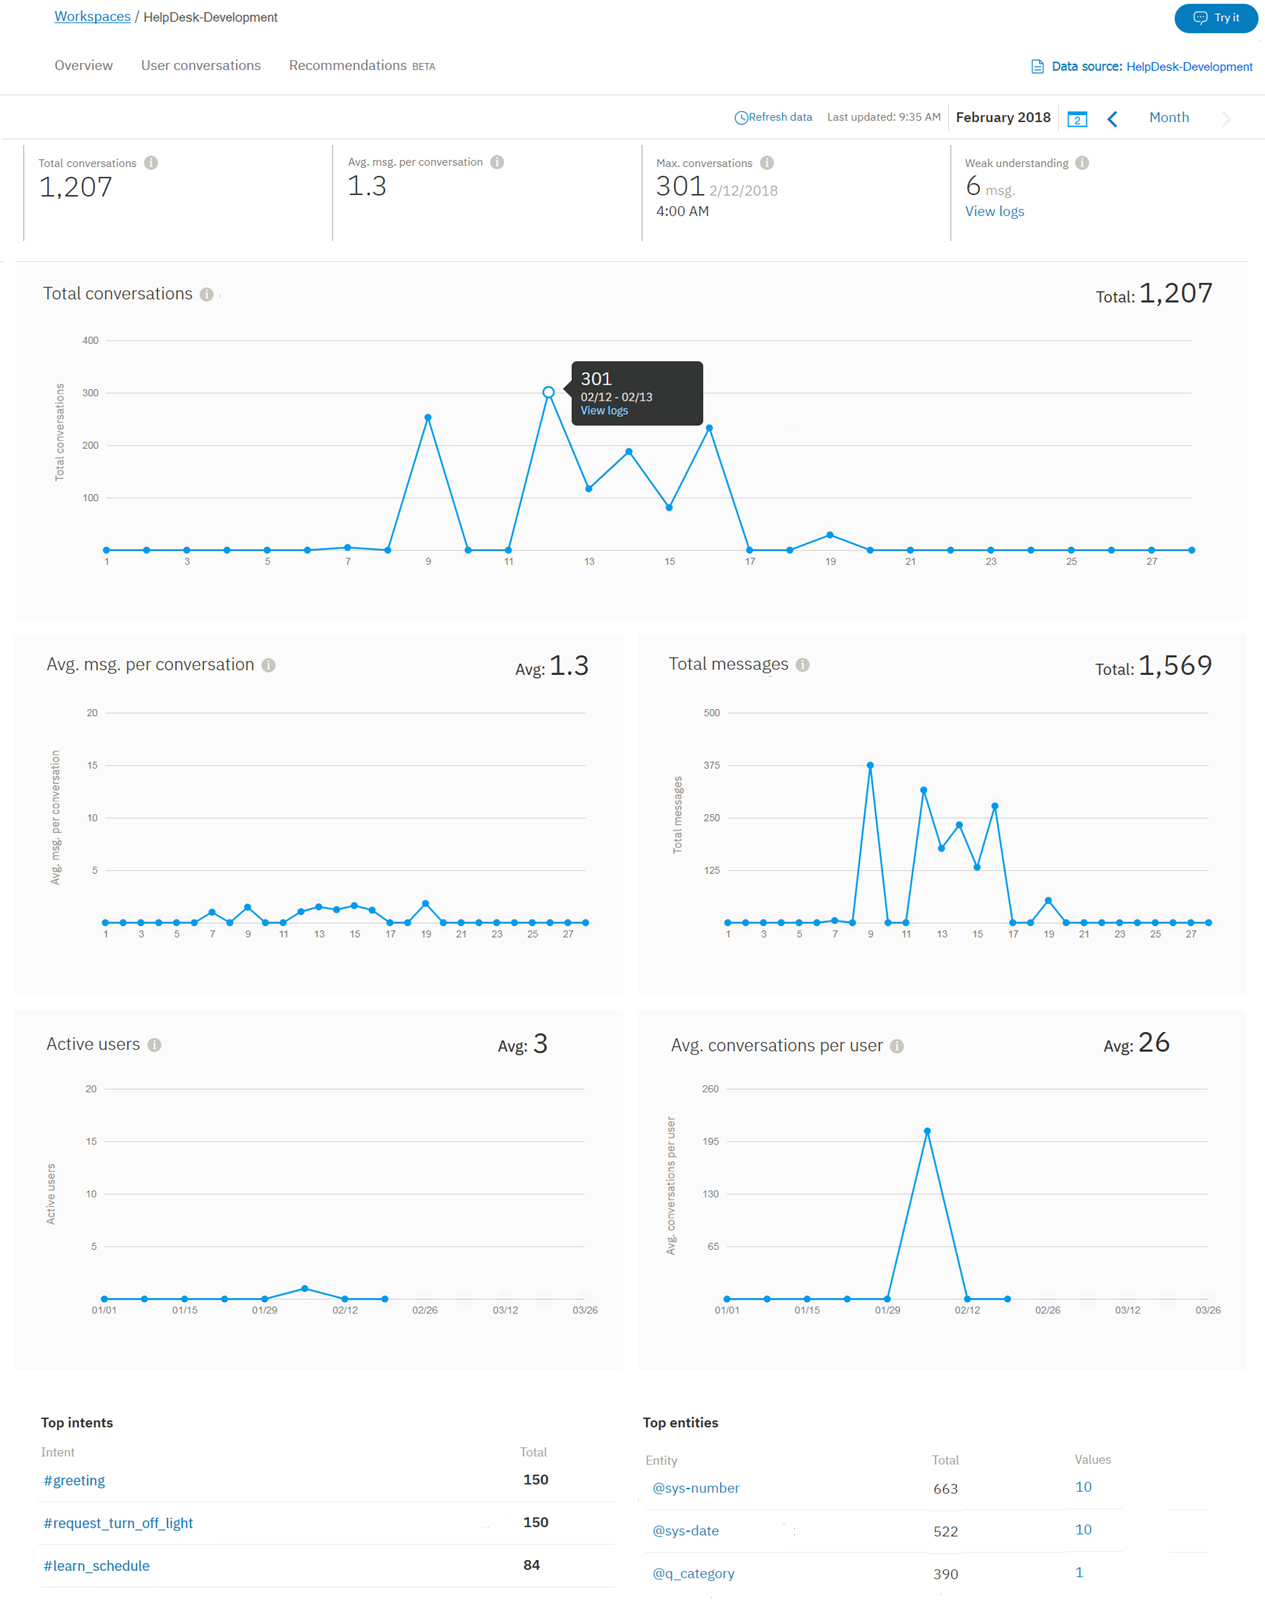 Workspaces / HelpDesk-Development
Try it
Overview User conversations Recommendations BETA
Data source: HelpDesk-Development
Refresh data Last updated: 9:35 AM February 2018 2 Month
Total conversations
1,207
Avg. msg. per conversation
1.3
Max. conversations
301 2/12/2018
4:00 AM
Weak understanding
6 msg.
View logs
Total conversations
Total: 1,207
Total conversations
400
300
200
100
301
02/12 - 02/13
View logs
1 3 5 7 9 11 13 15 17 19 21 23 25 27
Avg. msg. per conversation
Avg: 1.3
Avg. msg. per conversation
20
15
10
5
1 3 5 7 9 11 13 15 17 19 21 23 25 27
Total messages
Total: 1,569
Total messages
500
375
250
125
1 3 5 7 9 11 13 15 17 19 21 23 25 27
Active users
Avg: 3
Active users
20
15
10
5
01/01 01/15 01/29 02/12 02/26 03/12 03/26
Avg. conversations per user
Avg: 26
Avg. conversations per user
260
195
130
65
01/01 01/15 01/29 02/12 02/26 03/12 03/26
Top intents
Intent Total
#greeting 150
#request_turn_off_light 150
#learn_schedule 84
Top entities
Entity Total Values
@sys-number 663 10
@sys-date 522 10
@q_category 390 1